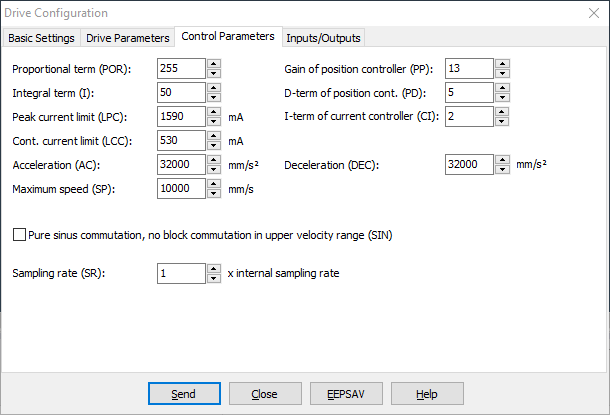 Drive Configuration
Basic Settings Drive Parameters Control Parameters Inputs/Outputs
Proportional term (POR): 255 Gain of position controller (PP): 13
Integral term (I): 50 D-term of position cont. (PD): 5
Peak current limit (LPC): 1590 mA I-term of current controller (CI): 2
Cont. current limit (LCC): 530 mA
Acceleration (AC): 32000 mm/s² Deceleration (DEC): 32000 mm/s²
Maximum speed (SP): 10000 mm/s
Pure sinus commutation, no block commutation in upper velocity range (SIN)
Sampling rate (SR): 1 x internal sampling rate
Send Close EEPSAV Help